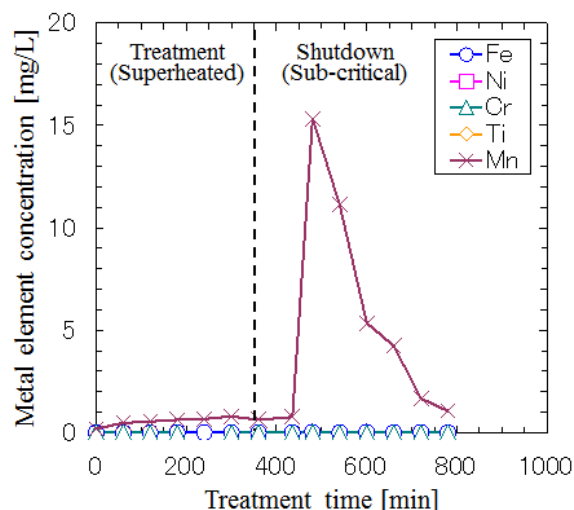 Metal element concentration [mg/L]
20
15
10
5
0
Treatment
(Superheated)
Shutdown
(Sub-critical)
Fe
Ni
Cr
Ti
Mn
0 200 400 600 800 1000
Treatment time [min]